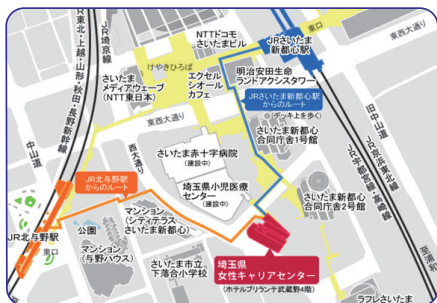 JR東北・上越・山形・秋田・長野新幹線
JR埼京線
NTTドコモ
さいたまビル
JRさいたま
新都心駅
東口
東西大通り
けやきひろば
さいたま
メディアウェーブ
(NTT東日本)
エクセル
シオール
カフェ
明治安田生命
ランドアクシスタワー
JRさいたま新都心駅
からのルート
(デッキ上を歩く)
旧中山道
中山道
東西大通り
西大通り
さいたま新都心
合同庁舎1号館
さいたま赤十字病院
(建設中)
JR京浜東北線
JR宇都宮線・高崎線
JR北与野駅
からのルート
埼玉県小児医療
センター
(建設中)
さいたま新都心
合同庁舎2号館
マンション
(シティテラス
さいたま新都心)
JR北与野駅
東口
公園
マンション
(与野ハウス)
さいたま市立
下落合小学校
埼玉県
女性キャリアセンター
(ホテルブリランテ武蔵野4階)
至浦和
ラフレさいたま